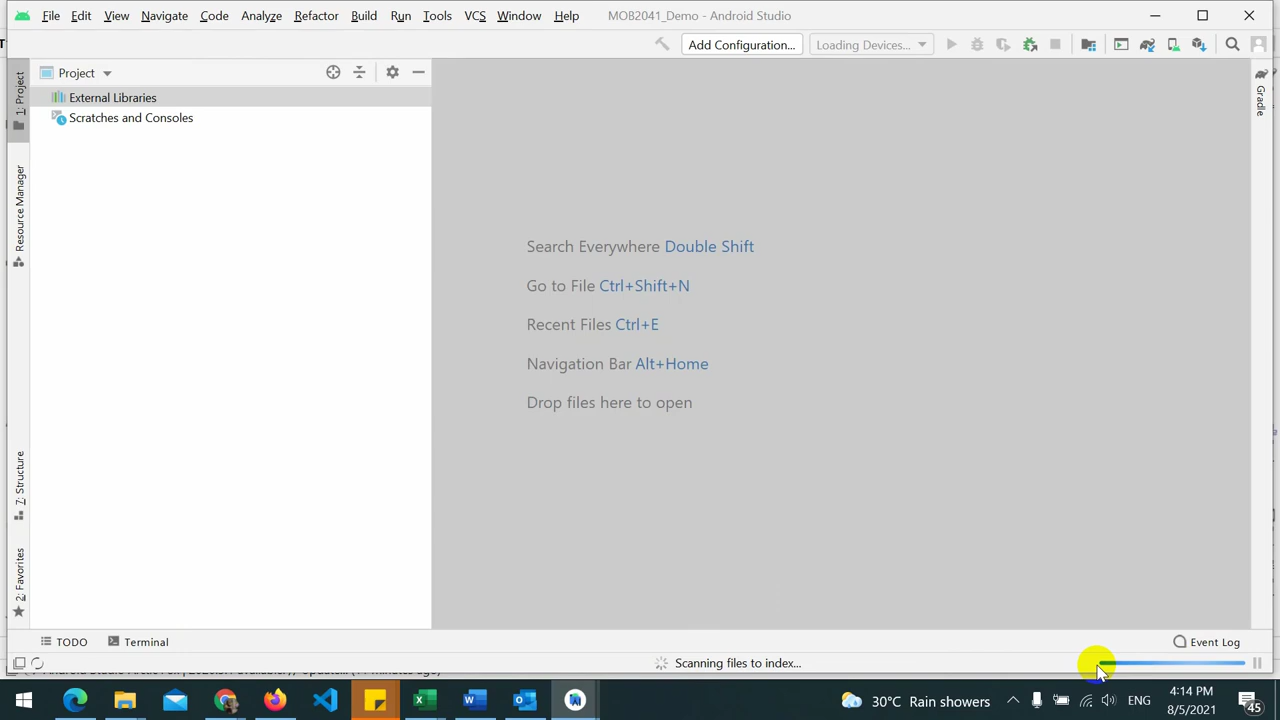 File Edit View Navigate Code Analyze Refactor Build Run Tools VCS Window Help MOB2041_Demo - Android Studio
Add Configuration... Loading Devices...
Project
External Libraries
Scratches and Consoles
1: Project
Resource Manager
7: Structure
2: Favorites
Gradle
Search Everywhere Double Shift
Go to File Ctrl+Shift+N
Recent Files Ctrl+E
Navigation Bar Alt+Home
Drop files here to open
TODO Terminal Event Log
Scanning files to index...
30°C Rain showers ENG
4:14 PM
8/5/2021
45